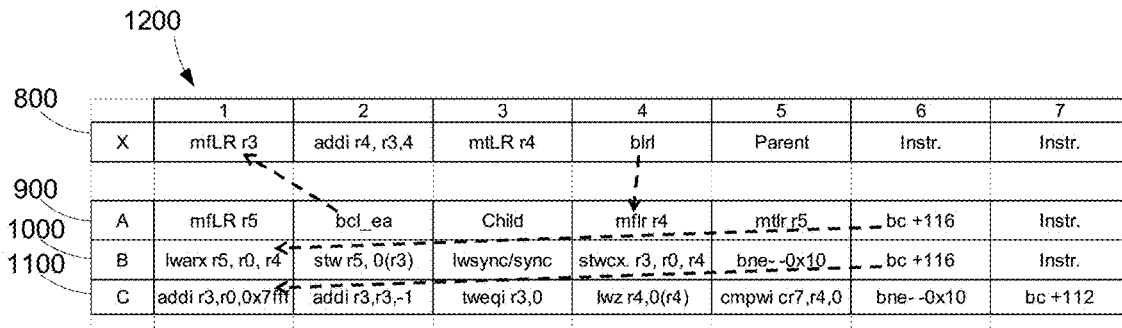 1200
800
1 2 3 4 5 6 7
X mfLR r3 addi r4, r3,4 mtLR r4 blrl Parent Instr. Instr.
900
A mfLR r5 bcl_ea Child mflr r4 mtlr r5 bc +116 Instr.
1000
B lwarx r5, r0, r4 stw r5, 0(r3) lwsync/sync stwcx. r3, r0, r4 bne- -0x10 bc +116 Instr.
1100
C addi r3,r0,0x7fff addi r3,r3,-1 tweqi r3,0 lwz r4,0(r4) cmpwi cr7,r4,0 bne- -0x10 bc +112